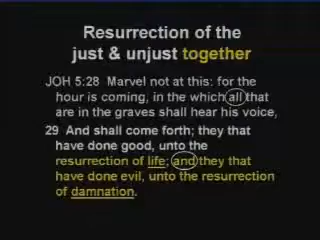 Resurrection of the
just & unjust together
JOH 5:28 Marvel not at this: for the
hour is coming, in the which all that
are in the graves shall hear his voice,
29 And shall come forth; they that
have done good, unto the
resurrection of life; and they that
have done evil, unto the resurrection
of damnation.